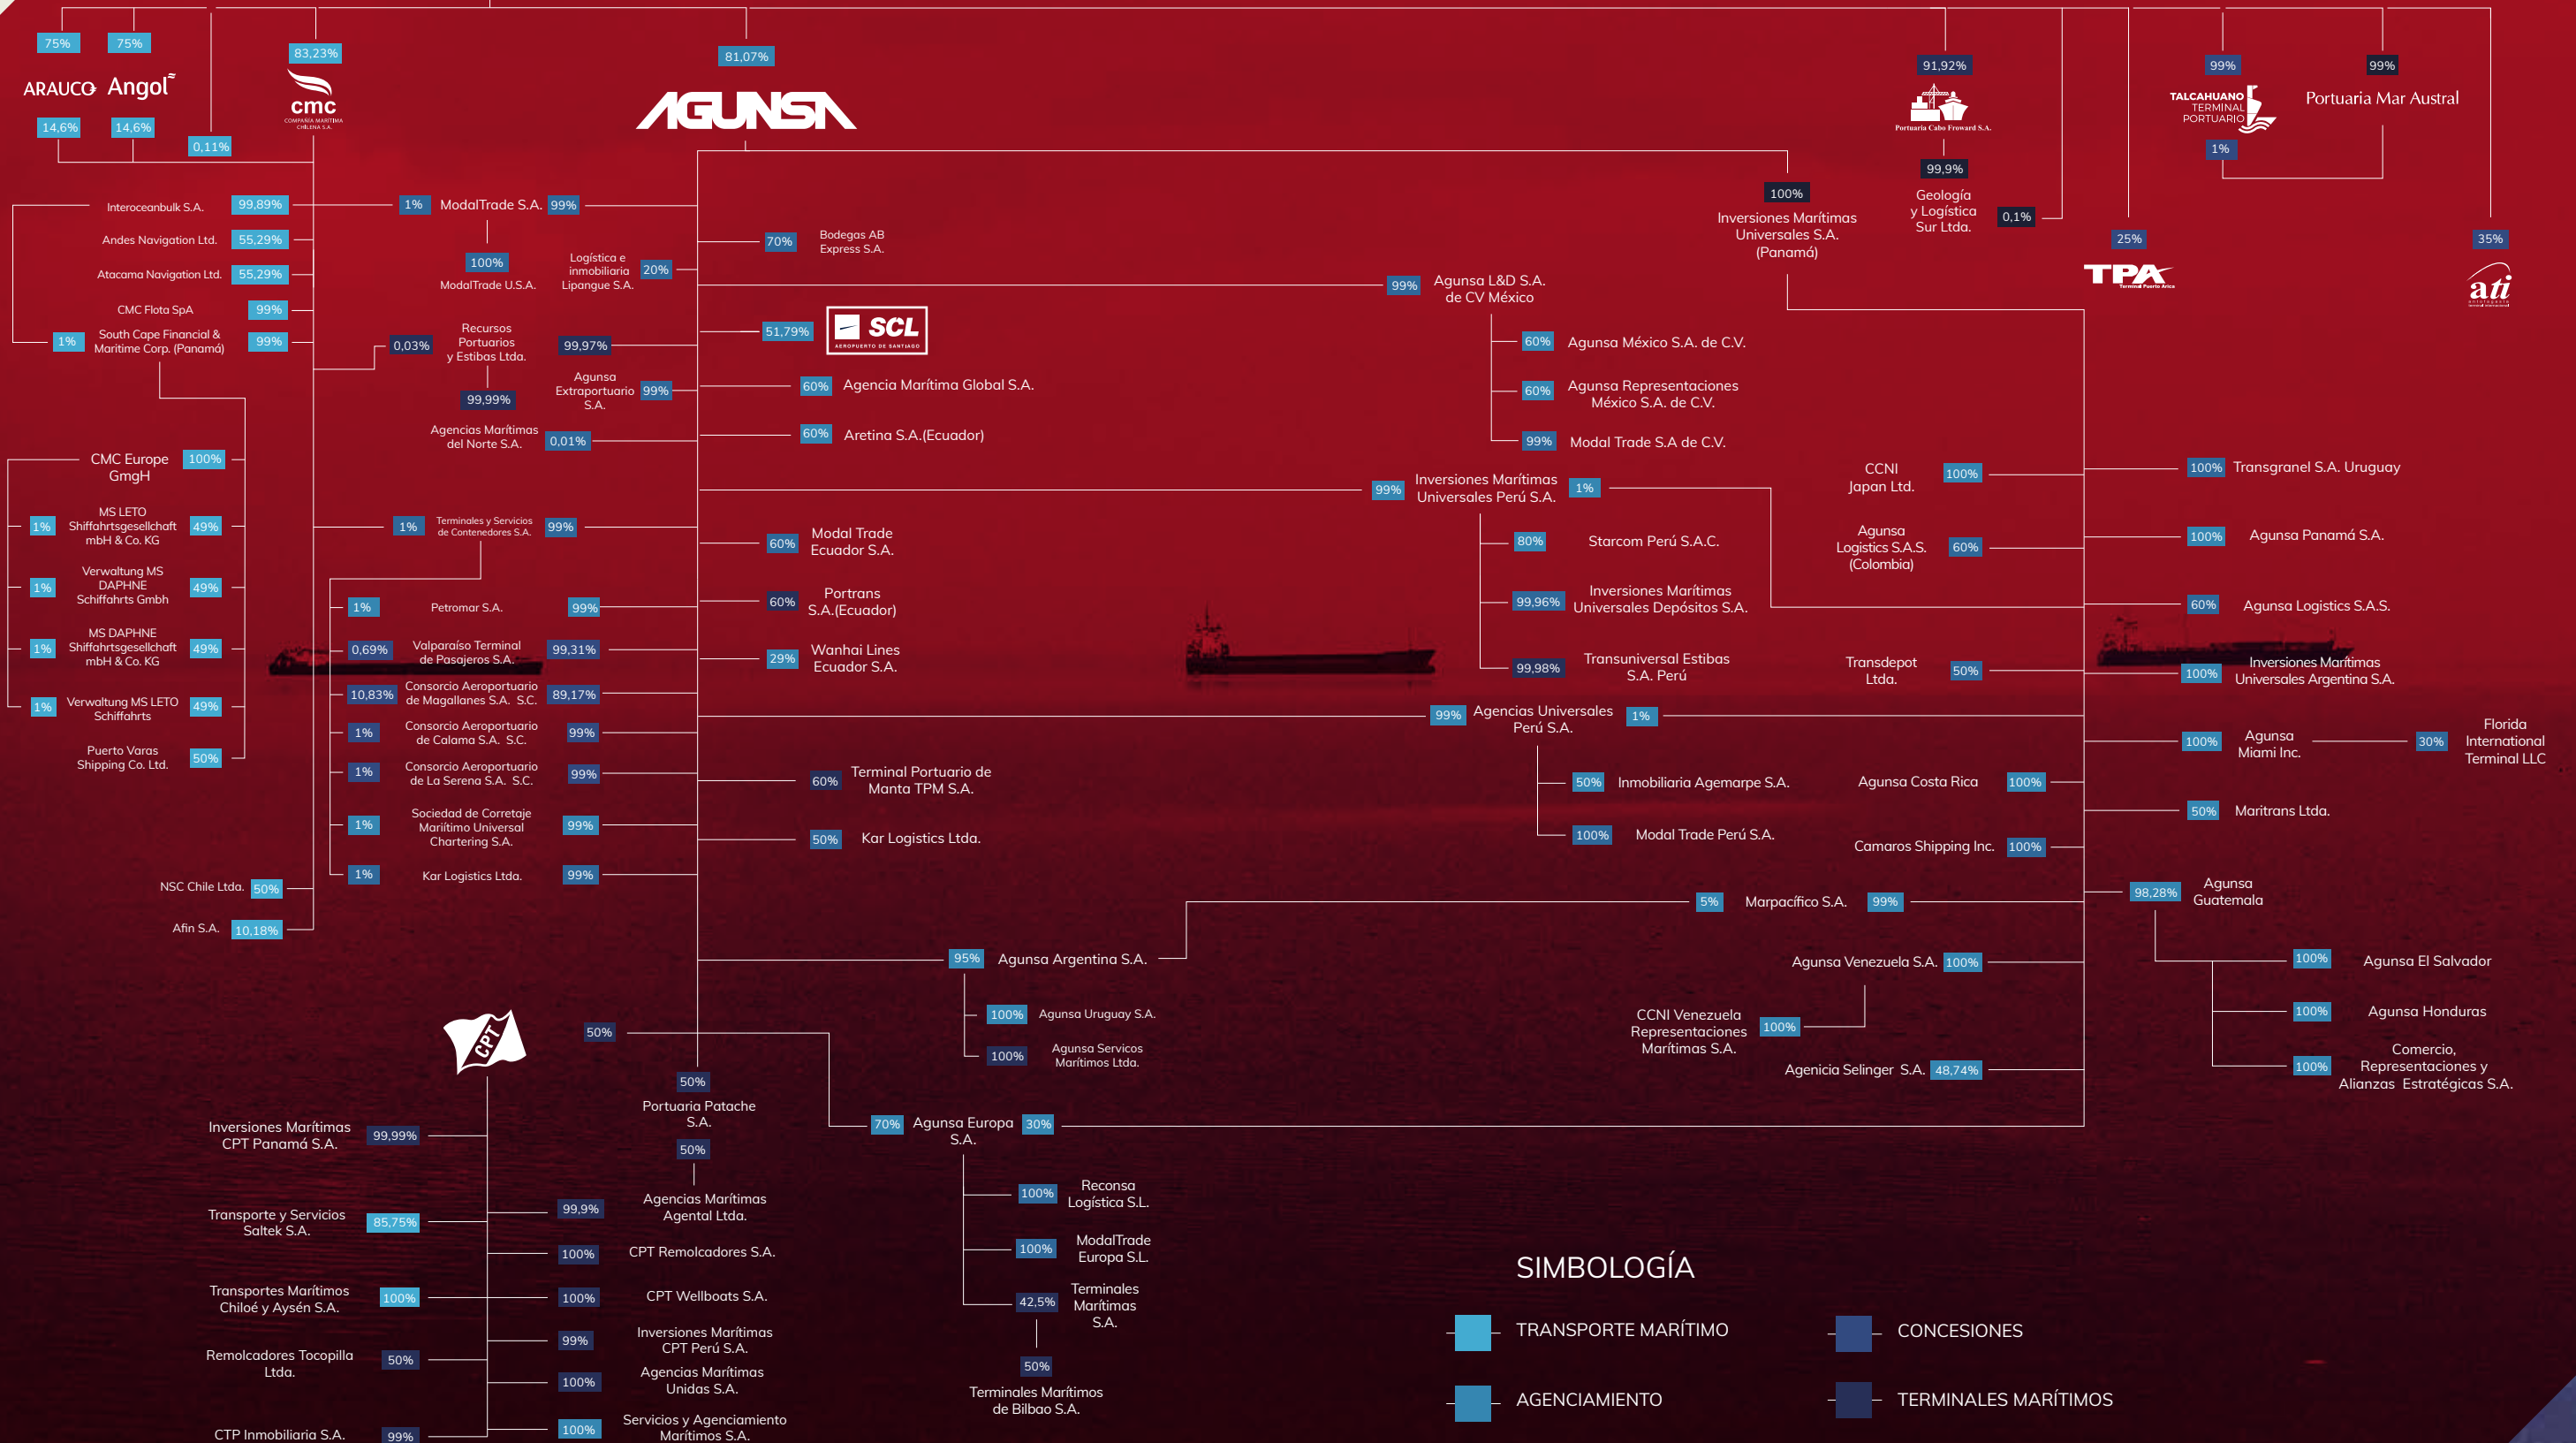 75%
75%
ARAUCO
Angol
14,6%
14,6%
0,11%
83,23%
cmc
COMPAÑÍA MARÍTIMA
CHILENA S.A.
81,07%
AGUNSA
91,92%
Portuaria Cabo Froward S.A.
99,9%
Geología
y Logística
Sur Ltda.
0,1%
25%
TPA
Terminal Puerto Arica
99%
TALCAHUANO
TERMINAL
PORTUARIO
1%
99%
Portuaria Mar Austral
35%
ati
Interoceanbulk S.A.
99,89%
Andes Navigation Ltd.
55,29%
Atacama Navigation Ltd.
55,29%
CMC Flota SpA
99%
1%
South Cape Financial &
Maritime Corp. (Panamá)
99%
CMC Europe
GmgH
100%
1%
MS LETO
Shiffahrtsgesellchaft
mbH & Co. KG
49%
1%
Verwaltung MS
DAPHNE
Schiffahrts Gmbh
49%
1%
MS DAPHNE
Shiffahrtsgesellchaft
mbH & Co. KG
49%
1%
Verwaltung MS LETO
Schiffahrts
49%
Puerto Varas
Shipping Co. Ltd.
50%
NSC Chile Ltda.
50%
Afin S.A.
10,18%
1%
ModalTrade S.A.
99%
100%
ModalTrade U.S.A.
Logística e
inmobiliaria
Lipangue S.A.
20%
0,03%
Recursos
Portuarios
y Estibas Ltda.
99,97%
99,99%
Agunsa
Extraportuario
S.A.
99%
Agencias Marítimas
del Norte S.A.
0,01%
1%
Terminales y Servicios
de Contenedores S.A.
99%
1%
Petromar S.A.
99%
0,69%
Valparaíso Terminal
de Pasajeros S.A.
99,31%
10,83%
Consorcio Aeroportuario
de Magallanes S.A.  S.C.
89,17%
1%
Consorcio Aeroportuario
de Calama S.A.  S.C.
99%
1%
Consorcio Aeroportuario
de La Serena S.A.  S.C.
99%
1%
Sociedad de Corretaje
Mariítimo Universal
Chartering S.A.
99%
1%
Kar Logistics Ltda.
99%
70%
Bodegas AB
Express S.A.
51,79%
SCL
AEROPUERTO DE SANTIAGO
60%
Agencia Marítima Global S.A.
60%
Aretina S.A.(Ecuador)
60%
Modal Trade
Ecuador S.A.
60%
Portrans
S.A.(Ecuador)
29%
Wanhai Lines
Ecuador S.A.
60%
Terminal Portuario de
Manta TPM S.A.
50%
Kar Logistics Ltda.
95%
Agunsa Argentina S.A.
100%
Agunsa Uruguay S.A.
100%
Agunsa Servicos
Marítimos Ltda.
99%
Agunsa L&D S.A.
de CV México
60%
Agunsa México S.A. de C.V.
60%
Agunsa Representaciones
México S.A. de C.V.
99%
Modal Trade S.A de C.V.
99%
Inversiones Marítimas
Universales Perú S.A.
1%
80%
Starcom Perú S.A.C.
99,96%
Inversiones Marítimas
Universales Depósitos S.A.
99,98%
Transuniversal Estibas
S.A. Perú
99%
Agencias Universales
Perú S.A.
1%
50%
Inmobiliaria Agemarpe S.A.
100%
Modal Trade Perú S.A.
5%
Marpacífico S.A.
99%
100%
Inversiones Marítimas
Universales S.A.
(Panamá)
CCNI
Japan Ltd.
100%
Agunsa
Logistics S.A.S.
(Colombia)
60%
Transdepot
Ltda.
50%
Agunsa Costa Rica
100%
Camaros Shipping Inc.
100%
Agunsa Venezuela S.A.
100%
CCNI Venezuela
Representaciones
Marítimas S.A.
100%
Agenicia Selinger  S.A.
48,74%
100%
Transgranel S.A. Uruguay
100%
Agunsa Panamá S.A.
60%
Agunsa Logistics S.A.S.
100%
Inversiones Marítimas
Universales Argentina S.A.
100%
Agunsa
Miami Inc.
30%
Florida
International
Terminal LLC
50%
Maritrans Ltda.
98,28%
Agunsa
Guatemala
100%
Agunsa El Salvador
100%
Agunsa Honduras
100%
Comercio,
Representaciones y
Alianzas  Estratégicas S.A.
CPT
50%
50%
Portuaria Patache
S.A.
50%
Agencias Marítimas
Agental Ltda.
99,9%
Inversiones Marítimas
CPT Panamá S.A.
99,99%
Transporte y Servicios
Saltek S.A.
85,75%
100%
CPT Remolcadores S.A.
Transportes Marítimos
Chiloé y Aysén S.A.
100%
100%
CPT Wellboats S.A.
99%
Inversiones Marítimas
CPT Perú S.A.
Remolcadores Tocopilla
Ltda.
50%
100%
Agencias Marítimas
Unidas S.A.
100%
Servicios y Agenciamiento
Marítimos S.A.
CTP Inmobiliaria S.A.
99%
70%
Agunsa Europa
S.A.
30%
100%
Reconsa
Logística S.L.
100%
ModalTrade
Europa S.L.
42,5%
Terminales
Marítimas
S.A.
50%
Terminales Marítimos
de Bilbao S.A.
SIMBOLOGÍA
TRANSPORTE MARÍTIMO
CONCESIONES
AGENCIAMIENTO
TERMINALES MARÍTIMOS